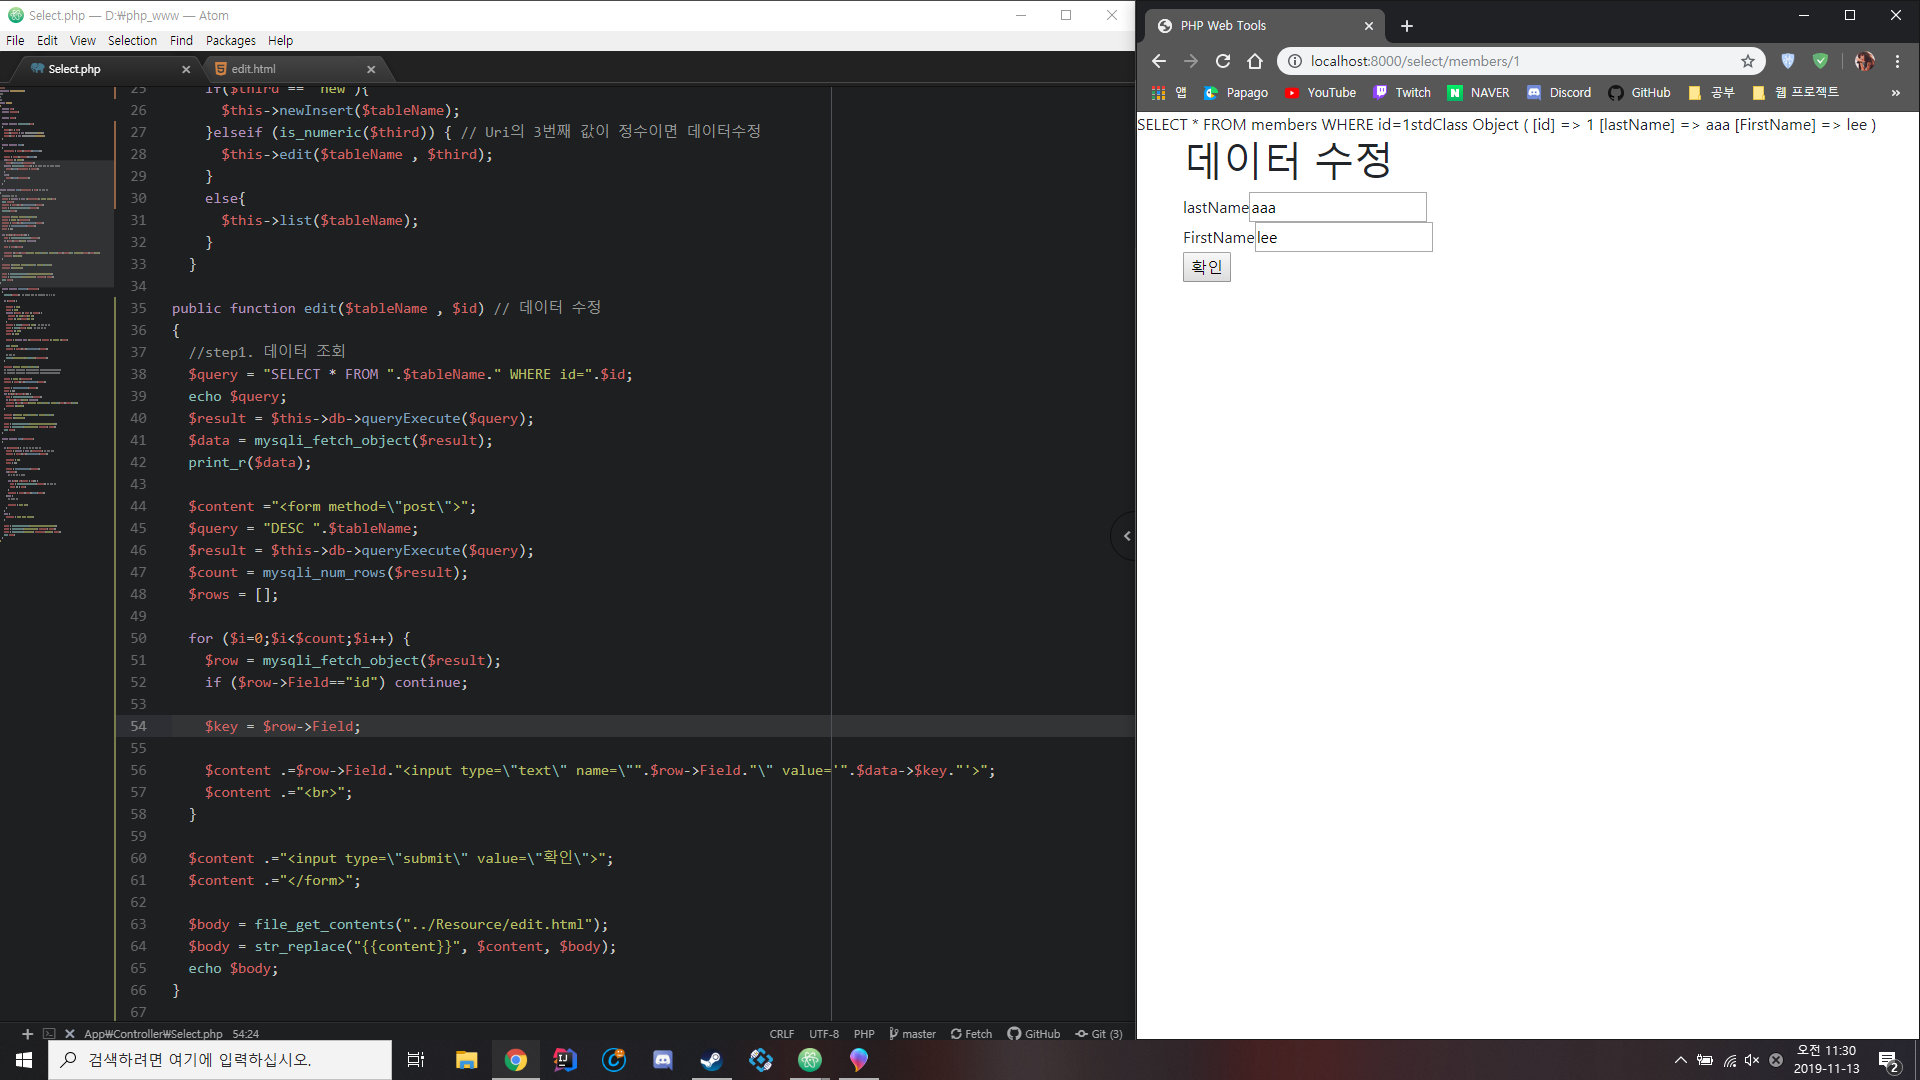 Select.php — D:\php_www — Atom
File Edit View Selection Find Packages Help
Select.php
edit.html
25 if($third == "new"){
26 $this->newInsert($tableName);
27 }elseif (is_numeric($third)) { // Uri의 3번째 값이 정수이면 데이터수정
28 $this->edit($tableName , $third);
29 }
30 else{
31 $this->list($tableName);
32 }
33 }
34
35 public function edit($tableName , $id) // 데이터 수정
36 {
37 //step1. 데이터 조회
38 $query = "SELECT * FROM ".$tableName." WHERE id=".$id;
39 echo $query;
40 $result = $this->db->queryExecute($query);
41 $data = mysqli_fetch_object($result);
42 print_r($data);
43
44 $content ="<form method=\"post\">";
45 $query = "DESC ".$tableName;
46 $result = $this->db->queryExecute($query);
47 $count = mysqli_num_rows($result);
48 $rows = [];
49
50 for ($i=0;$i<$count;$i++) {
51 $row = mysqli_fetch_object($result);
52 if ($row->Field=="id") continue;
53
54 $key = $row->Field;
55
56 $content .=$row->Field."<input type=\"text\" name=\"".$row->Field."\" value='".$data->$key."'>";
57 $content .="<br>";
58 }
59
60 $content .="<input type=\"submit\" value=\"확인\">";
61 $content .="</form>";
62
63 $body = file_get_contents("../Resource/edit.html");
64 $body = str_replace("{{content}}", $content, $body);
65 echo $body;
66 }
67
App₩Controller₩Select.php 54:24
CRLF UTF-8 PHP master Fetch GitHub Git (3)
PHP Web Tools
localhost:8000/select/members/1
앱 Papago YouTube Twitch NAVER Discord GitHub 공부 웹 프로젝트 »
SELECT * FROM members WHERE id=1stdClass Object ( [id] => 1 [lastName] => aaa [FirstName] => lee )
데이터 수정
lastName aaa
FirstName lee
확인
검색하려면 여기에 입력하십시오.
오전 11:30
2019-11-13
2